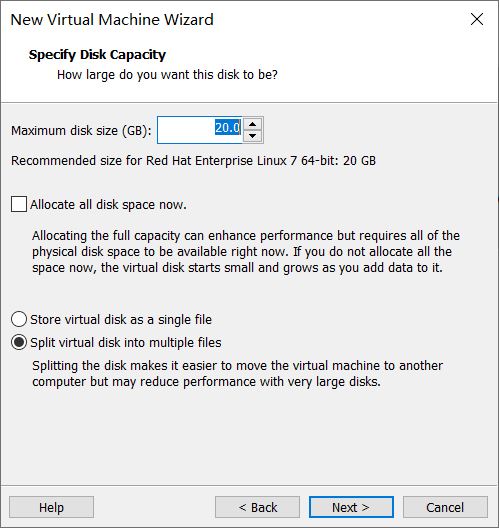 New Virtual Machine Wizard
Specify Disk Capacity
How large do you want this disk to be?
Maximum disk size (GB): 20.0
Recommended size for Red Hat Enterprise Linux 7 64-bit: 20 GB
Allocate all disk space now.
Allocating the full capacity can enhance performance but requires all of the
physical disk space to be available right now. If you do not allocate all the
space now, the virtual disk starts small and grows as you add data to it.
Store virtual disk as a single file
Split virtual disk into multiple files
Splitting the disk makes it easier to move the virtual machine to another
computer but may reduce performance with very large disks.
Help < Back Next > Cancel